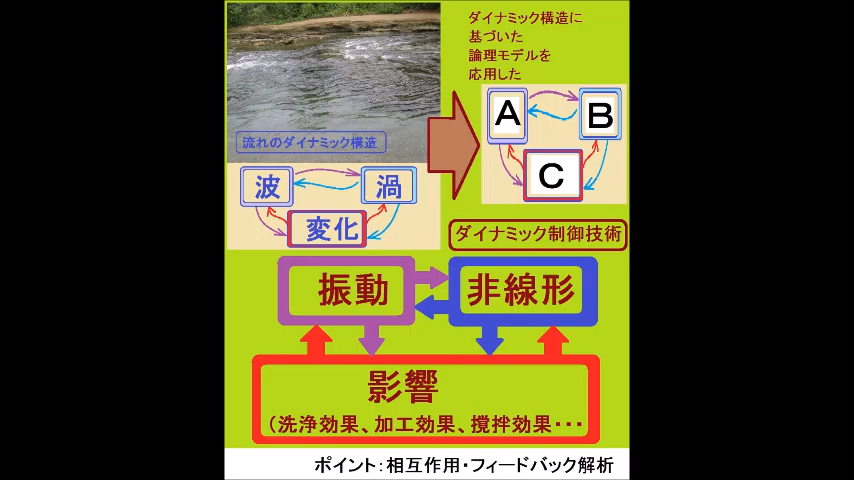 ダイナミック構造に
基づいた
論理モデルを
応用した
流れのダイナミック構造
波
渦
変化
A
B
C
ダイナミック制御技術
振動
非線形
影響
(洗浄効果、加工効果、撹拌効果・・・
ポイント：相互作用・フィードバック解析